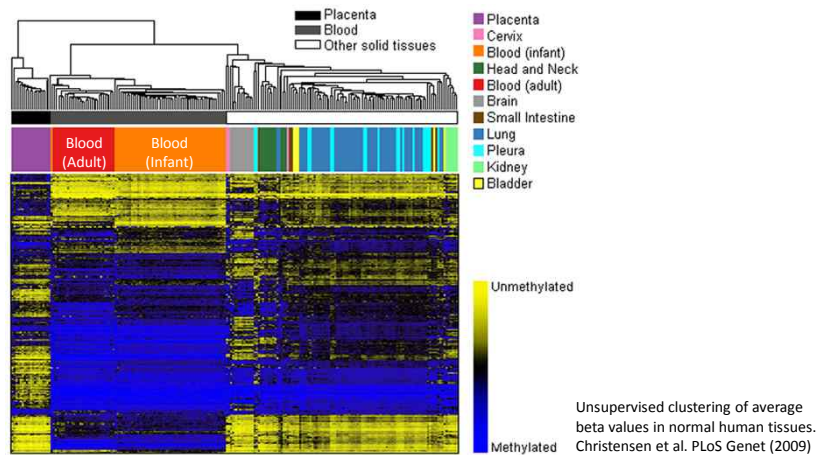 Placenta
Blood
Other solid tissues
Placenta
Cervix
Blood (infant)
Head and Neck
Blood (adult)
Brain
Small Intestine
Lung
Pleura
Kidney
Bladder
Blood
(Adult)
Blood
(Infant)
Unmethylated
Methylated
Unsupervised clustering of average
beta values in normal human tissues.
Christensen et al. PLoS Genet (2009)